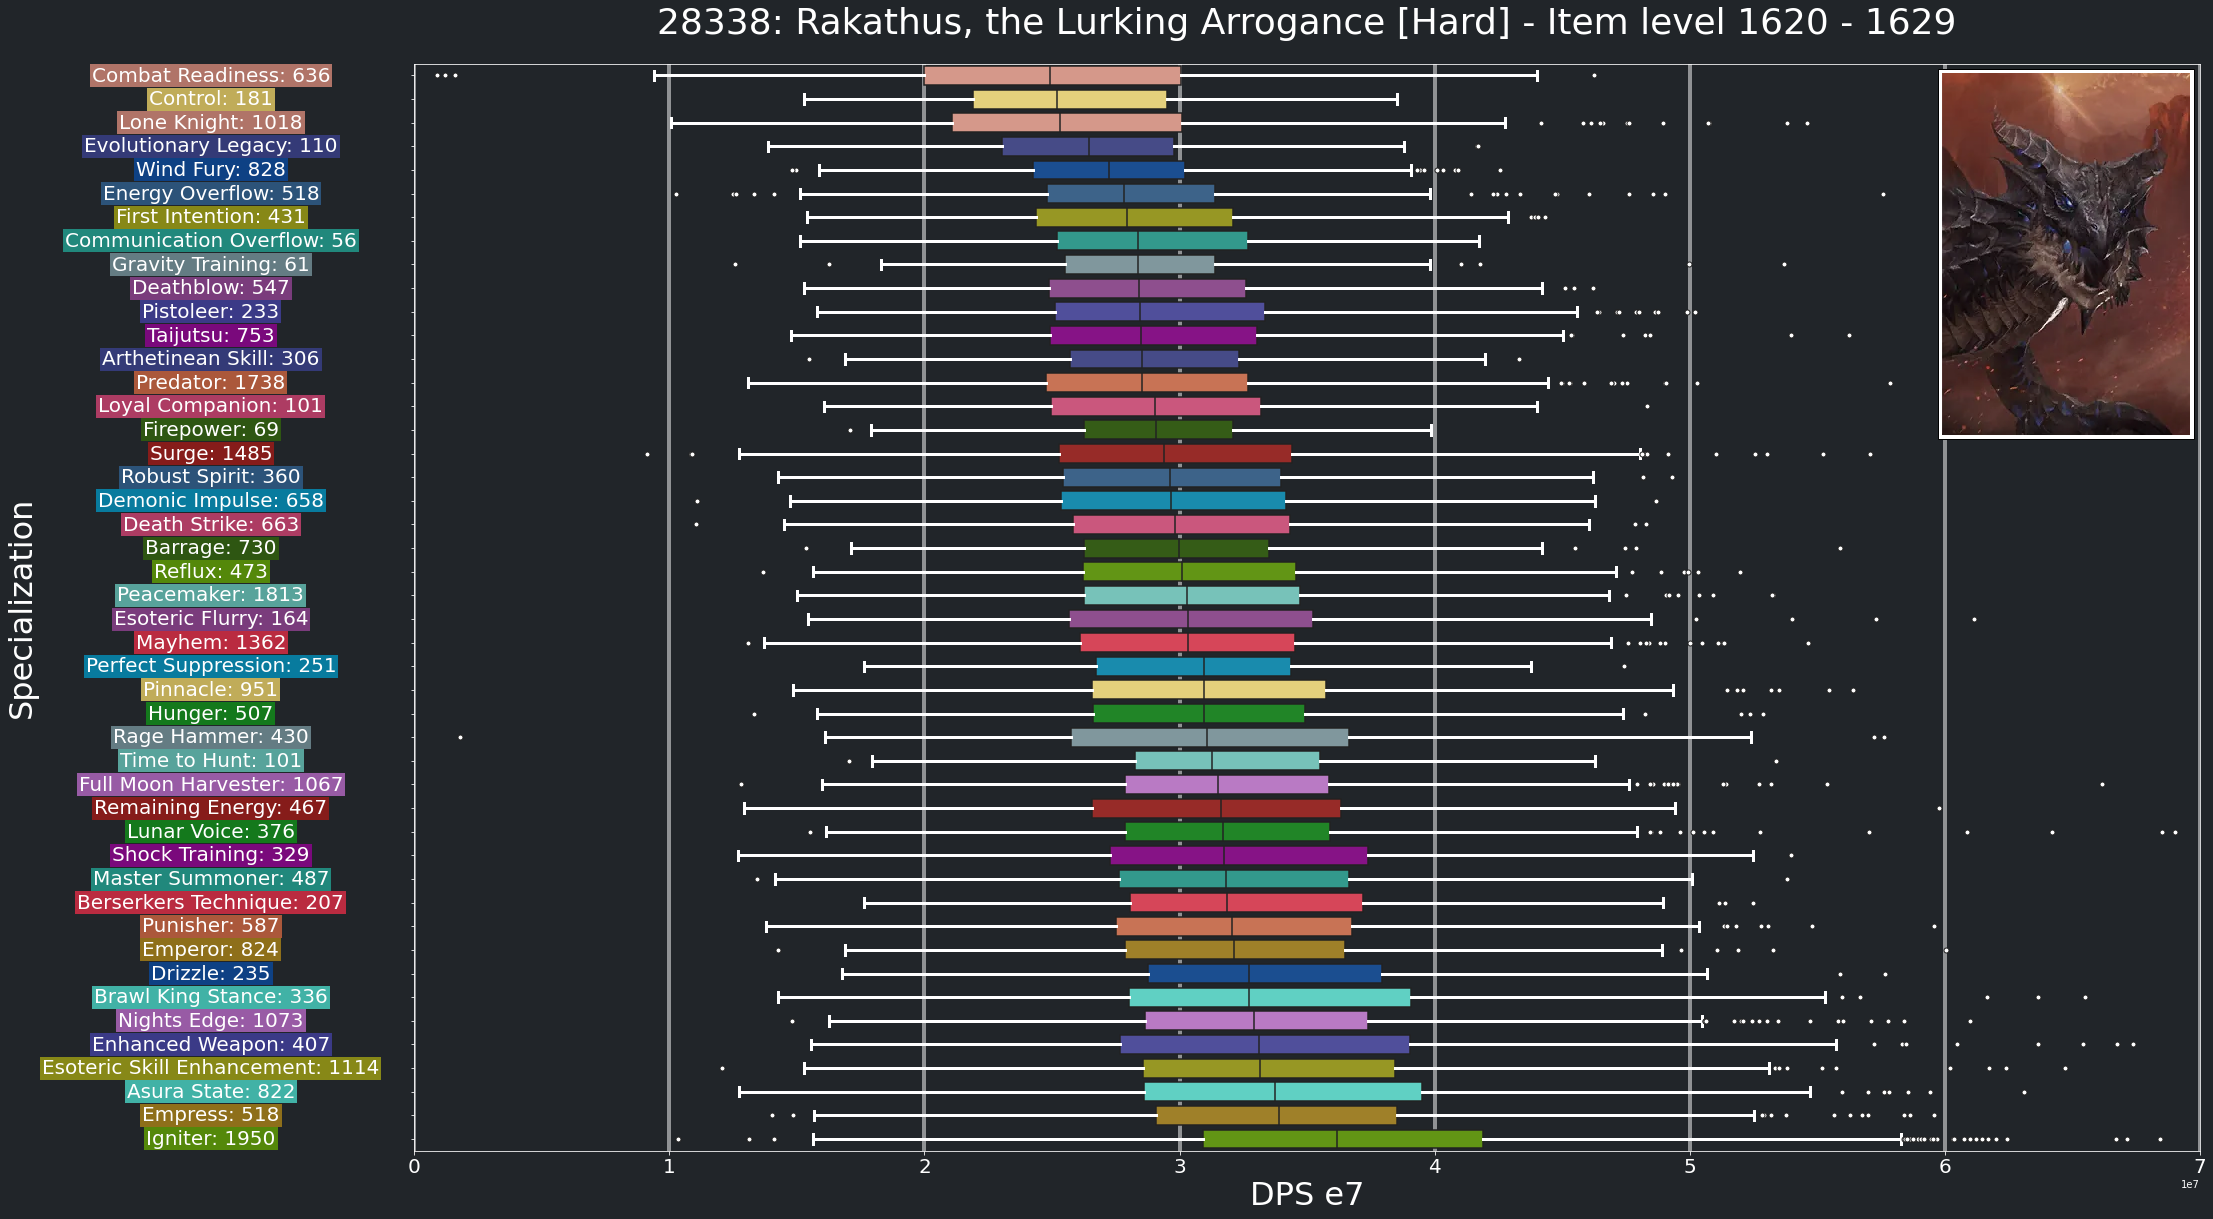 28338: Rakathus, the Lurking Arrogance [Hard] - Item level 1620 - 1629
Specialization
Combat Readiness: 636
Control: 181
Lone Knight: 1018
Evolutionary Legacy: 110
Wind Fury: 828
Energy Overflow: 518
First Intention: 431
Communication Overflow: 56
Gravity Training: 61
Deathblow: 547
Pistoleer: 233
Taijutsu: 753
Arthetinean Skill: 306
Predator: 1738
Loyal Companion: 101
Firepower: 69
Surge: 1485
Robust Spirit: 360
Demonic Impulse: 658
Death Strike: 663
Barrage: 730
Reflux: 473
Peacemaker: 1813
Esoteric Flurry: 164
Mayhem: 1362
Perfect Suppression: 251
Pinnacle: 951
Hunger: 507
Rage Hammer: 430
Time to Hunt: 101
Full Moon Harvester: 1067
Remaining Energy: 467
Lunar Voice: 376
Shock Training: 329
Master Summoner: 487
Berserkers Technique: 207
Punisher: 587
Emperor: 824
Drizzle: 235
Brawl King Stance: 336
Nights Edge: 1073
Enhanced Weapon: 407
Esoteric Skill Enhancement: 1114
Asura State: 822
Empress: 518
Igniter: 1950
0 1 2 3 4 5 6 7
1e7
DPS e7